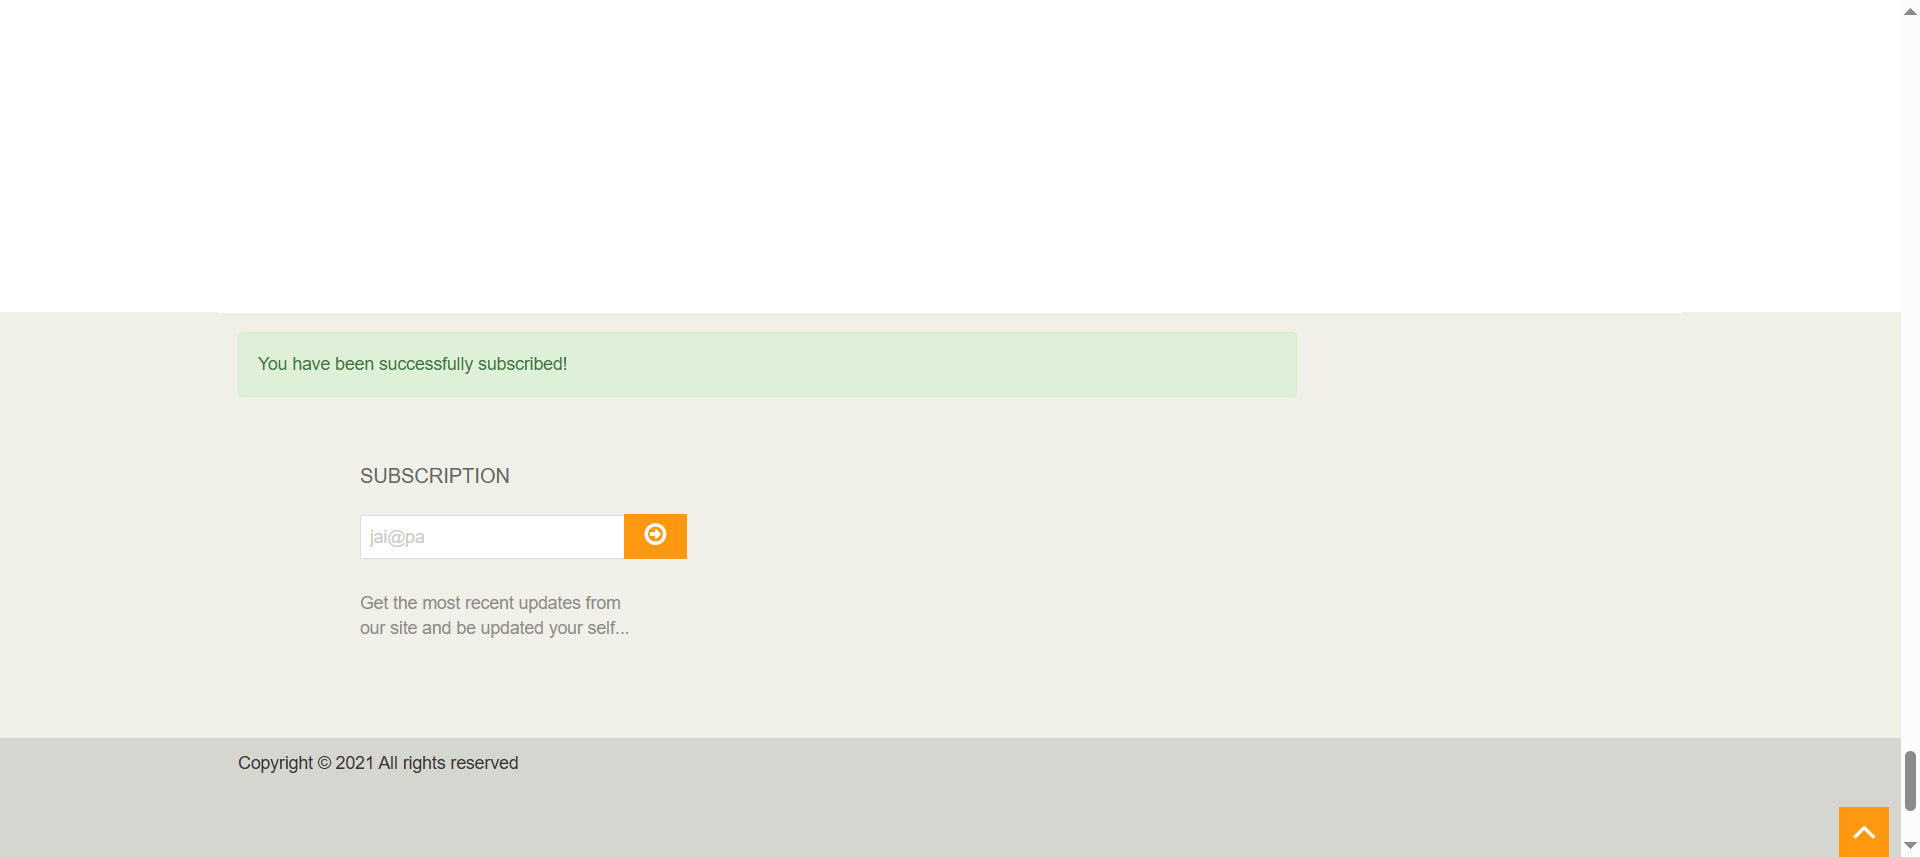 You have been successfully subscribed!
SUBSCRIPTION
jai@pa
Get the most recent updates from
our site and be updated your self...
Copyright © 2021 All rights reserved